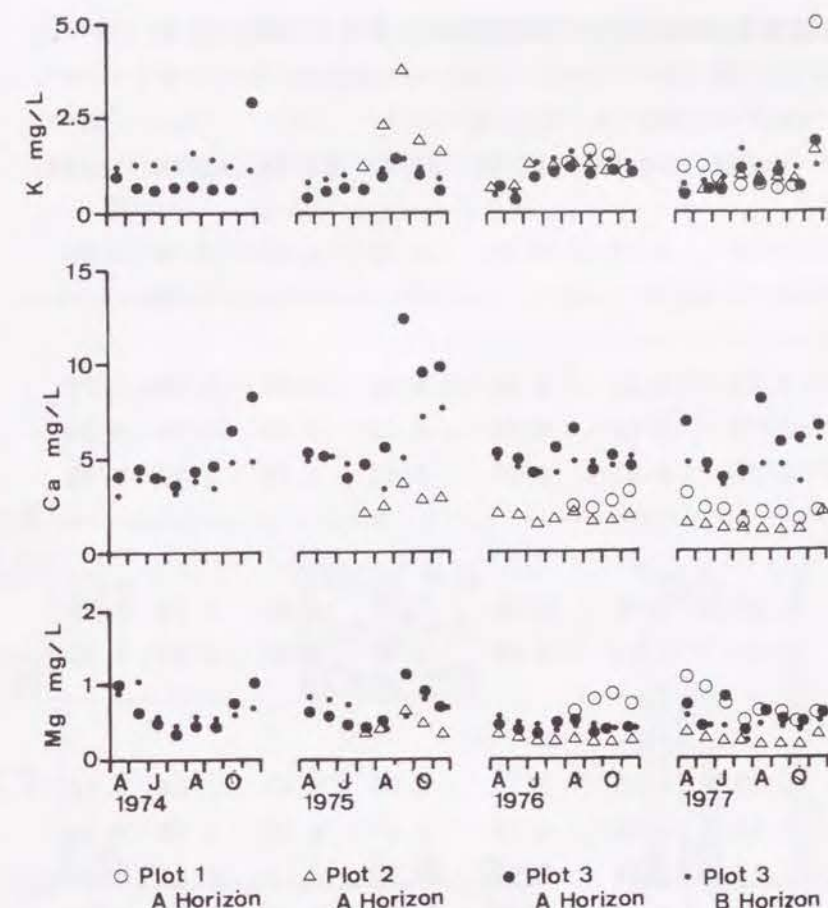 5.0
2.5
0
K mg/L
15
10
5
0
Ca mg/L
2
1
0
Mg mg/L
A J A O A J A O A J A O A J A O
1974 1975 1976 1977
○ Plot 1 △ Plot 2 ● Plot 3 • Plot 3
A Horizon A Horizon A Horizon B Horizon